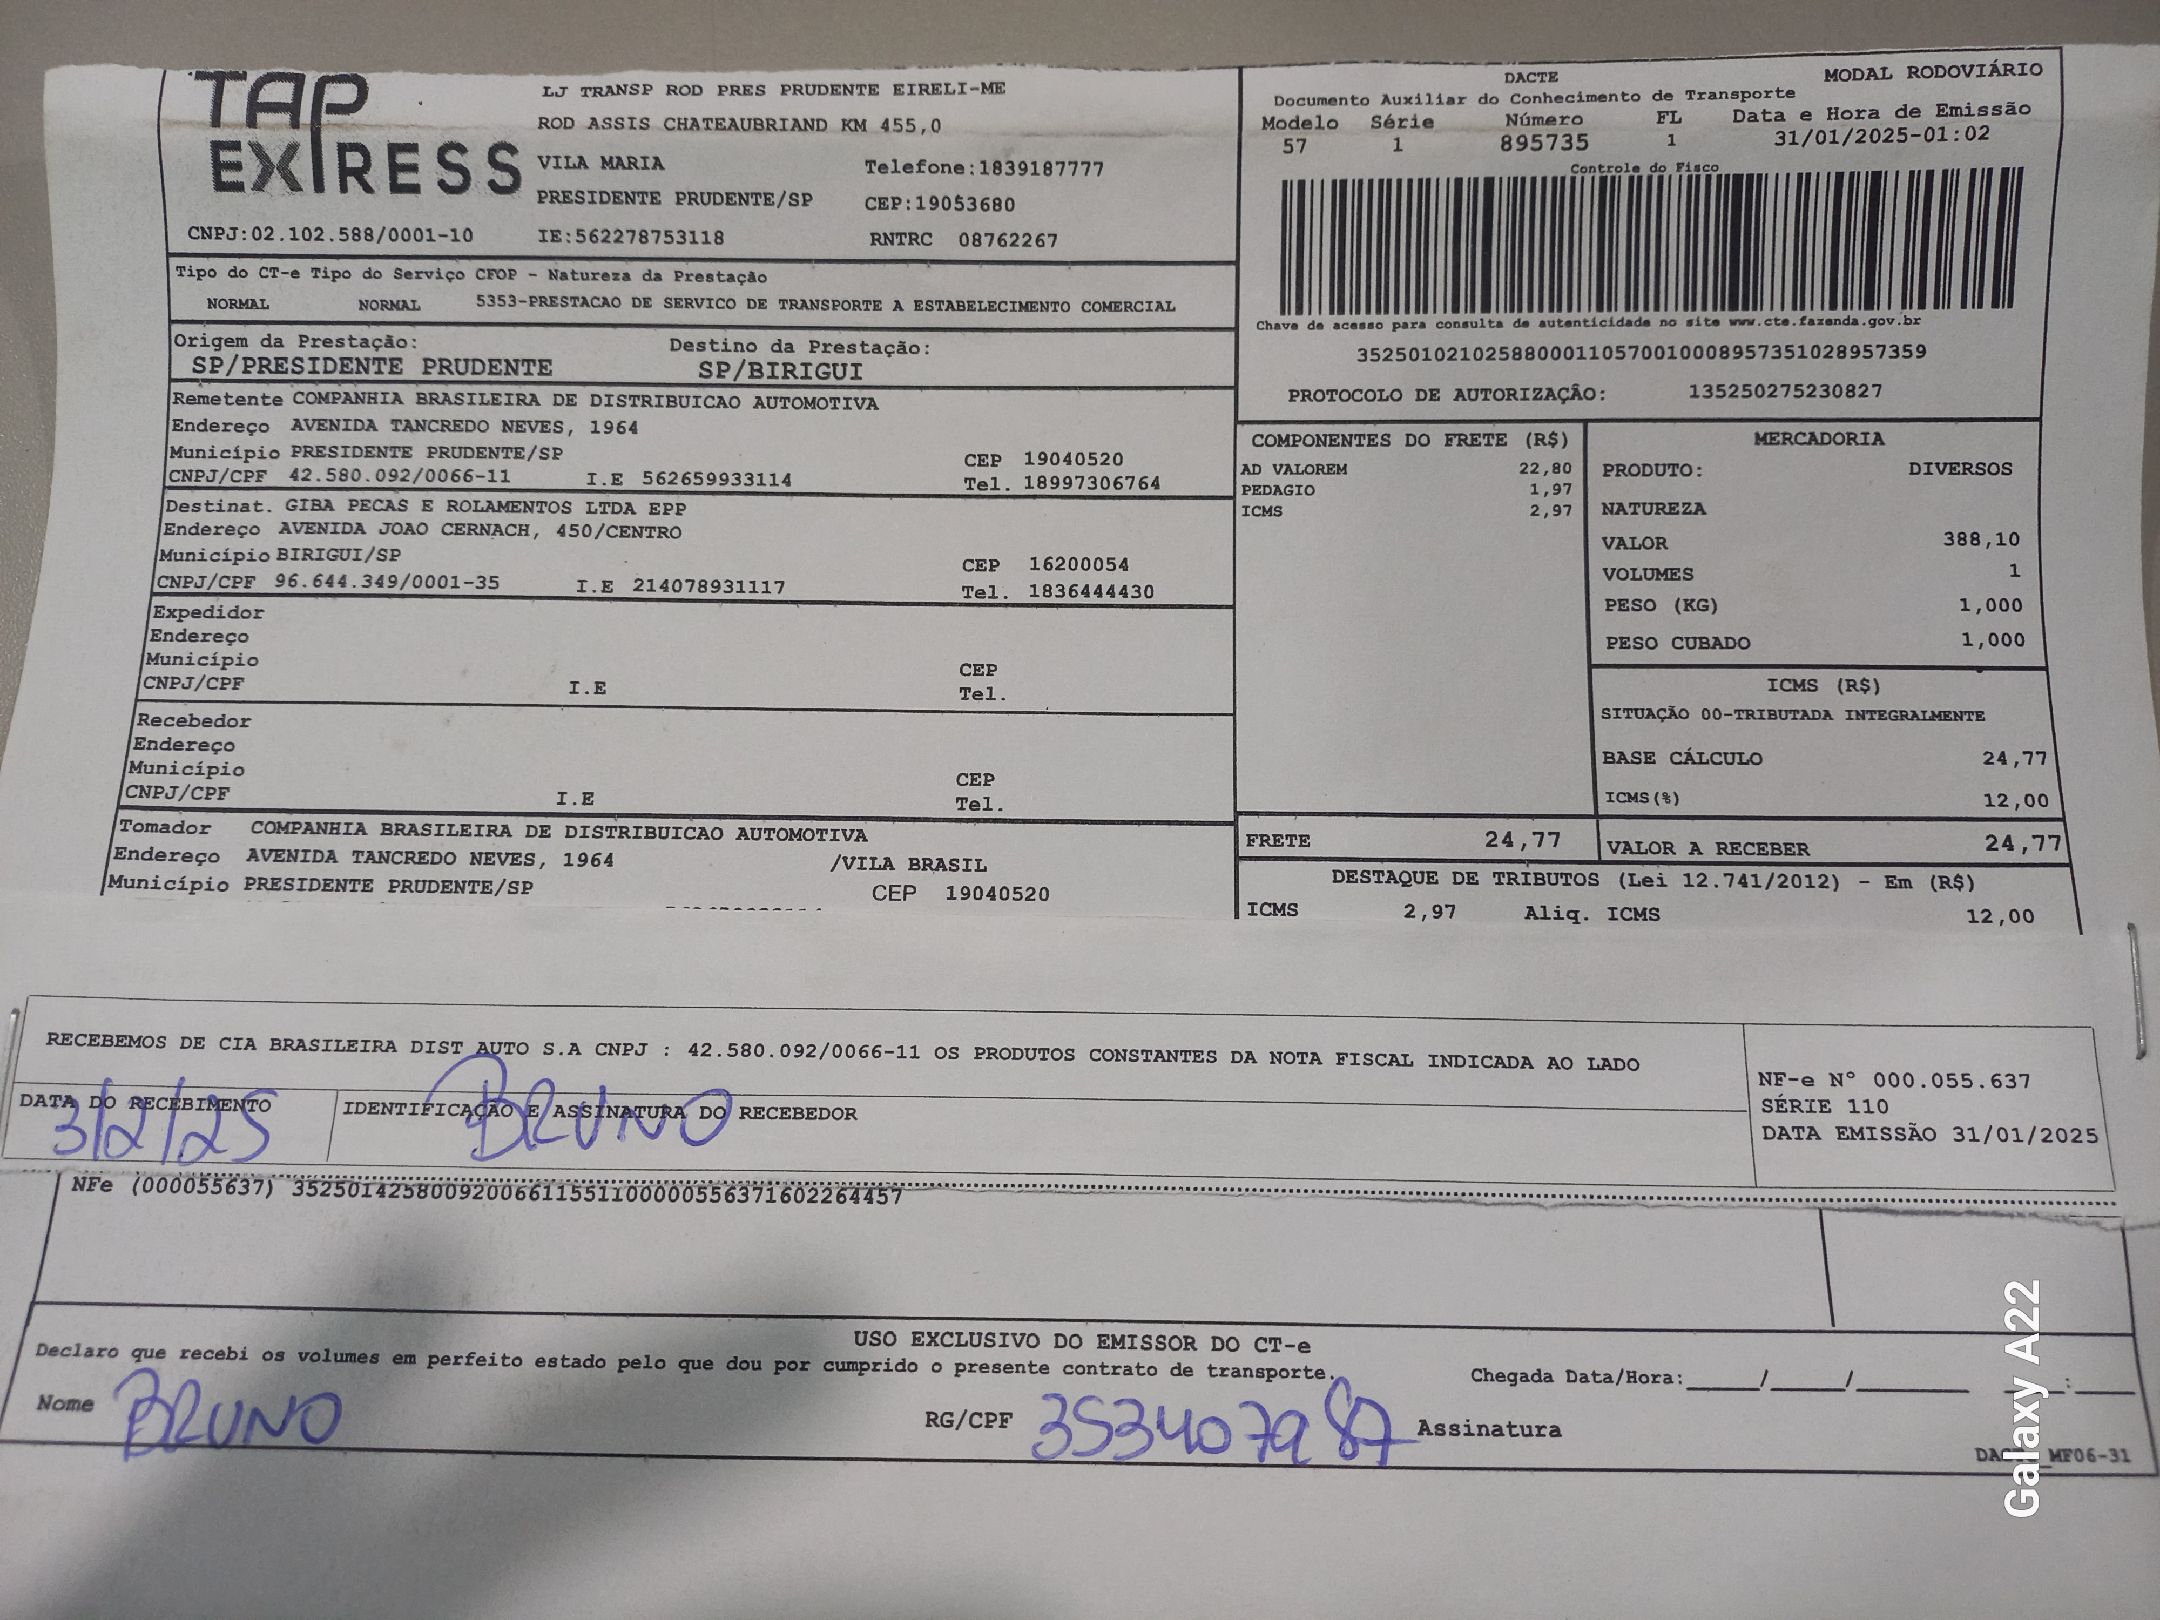 TAP
EXPRESS
LJ TRANSP ROD PRES PRUDENTE EIRELI-ME
ROD ASSIS CHATEAUBRIAND KM 455,0
VILA MARIA Telefone:1839187777
PRESIDENTE PRUDENTE/SP CEP:19053680
CNPJ:02.102.588/0001-10 IE:562278753118 RNTRC 08762267
Tipo do CT-e Tipo do Serviço CFOP - Natureza da Prestação
NORMAL NORMAL 5353-PRESTACAO DE SERVICO DE TRANSPORTE A ESTABELECIMENTO COMERCIAL
Origem da Prestação: Destino da Prestação:
SP/PRESIDENTE PRUDENTE SP/BIRIGUI
Remetente COMPANHIA BRASILEIRA DE DISTRIBUICAO AUTOMOTIVA
Endereço AVENIDA TANCREDO NEVES, 1964
Município PRESIDENTE PRUDENTE/SP CEP 19040520
CNPJ/CPF 42.580.092/0066-11 I.E 562659933114 Tel. 18997306764
Destinat. GIBA PECAS E ROLAMENTOS LTDA EPP
Endereço AVENIDA JOAO CERNACH, 450/CENTRO
Município BIRIGUI/SP CEP 16200054
CNPJ/CPF 96.644.349/0001-35 I.E 214078931117 Tel. 1836444430
Expedidor
Endereço
Município CEP
CNPJ/CPF I.E Tel.
Recebedor
Endereço
Município CEP
CNPJ/CPF I.E Tel.
Tomador COMPANHIA BRASILEIRA DE DISTRIBUICAO AUTOMOTIVA
Endereço AVENIDA TANCREDO NEVES, 1964 /VILA BRASIL
Município PRESIDENTE PRUDENTE/SP CEP 19040520
DACTE MODAL RODOVIÁRIO
Documento Auxiliar do Conhecimento de Transporte
Modelo Série Número FL Data e Hora de Emissão
57 1 895735 1 31/01/2025-01:02
Controle do Fisco
Chave de acesso para consulta de autenticidade no site www.cte.fazenda.gov.br
35250102102588000110570010008957351028957359
PROTOCOLO DE AUTORIZAÇÂO: 135250275230827
COMPONENTES DO FRETE (R$)
AD VALOREM 22,80
PEDAGIO 1,97
ICMS 2,97
MERCADORIA
PRODUTO: DIVERSOS
NATUREZA
VALOR 388,10
VOLUMES 1
PESO (KG) 1,000
PESO CUBADO 1,000
ICMS (R$)
SITUAÇÃO 00-TRIBUTADA INTEGRALMENTE
BASE CÁLCULO 24,77
ICMS(%) 12,00
FRETE 24,77 VALOR A RECEBER 24,77
DESTAQUE DE TRIBUTOS (Lei 12.741/2012) - Em (R$)
ICMS 2,97 Aliq. ICMS 12,00
RECEBEMOS DE CIA BRASILEIRA DIST AUTO S.A CNPJ : 42.580.092/0066-11 OS PRODUTOS CONSTANTES DA NOTA FISCAL INDICADA AO LADO
DATA DO RECEBIMENTO IDENTIFICAÇÃO E ASSINATURA DO RECEBEDOR
3/2/25 BRUNO
NF-e N° 000.055.637
SÉRIE 110
DATA EMISSÃO 31/01/2025
NFe (000055637) 35250142580092006611551100000556371602264457
USO EXCLUSIVO DO EMISSOR DO CT-e
Declaro que recebi os volumes em perfeito estado pelo que dou por cumprido o presente contrato de transporte. Chegada Data/Hora:____/____/______ __:____
Nome BRUNO RG/CPF 353407987 Assinatura
MF06-31
Galaxy A22